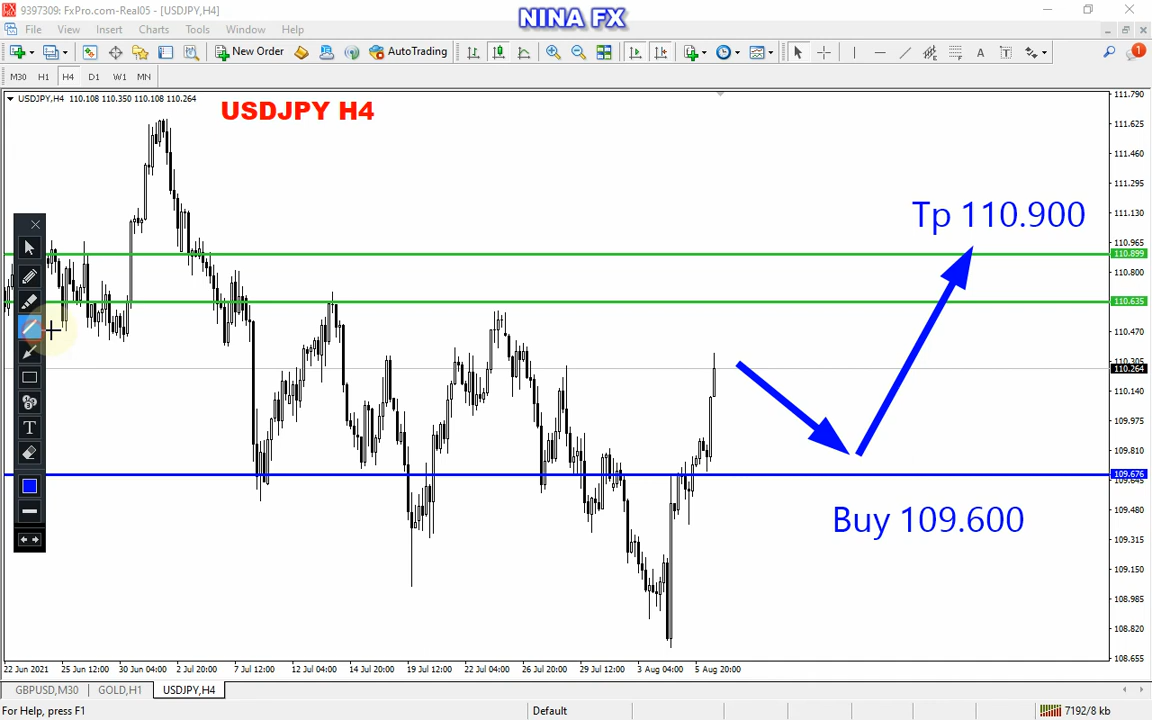 9397309: FxPro.com-Real05 - [USDJPY,H4]
NINA FX
File View Insert Charts Tools Window Help
New Order AutoTrading
A T 1
M30 H1 H4 D1 W1 MN
USDJPY,H4 110.108 110.350 110.108 110.264
USDJPY H4
111.790
111.625
111.460
111.295
111.130
Tp 110.900
110.965
110.899
110.800
110.635
110.470
110.305
110.264
110.140
109.975
109.810
109.676
109.645
109.480
Buy 109.600
109.315
109.150
108.985
108.820
108.655
T
22 Jun 2021 25 Jun 12:00 30 Jun 04:00 2 Jul 20:00 7 Jul 12:00 12 Jul 04:00 14 Jul 20:00 19 Jul 12:00 22 Jul 04:00 26 Jul 20:00 29 Jul 12:00 3 Aug 04:00 5 Aug 20:00
GBPUSD,M30 GOLD,H1 USDJPY,H4
For Help, press F1 Default 7192/8 kb